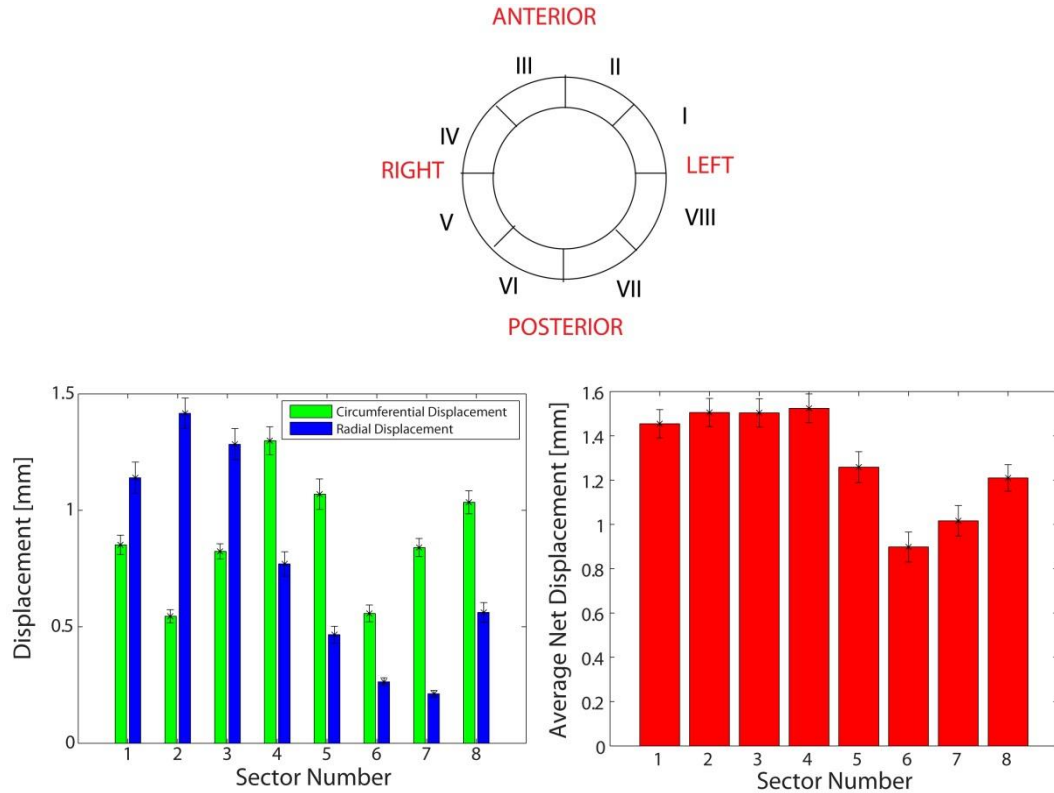 ANTERIOR
III
II
IV
I
RIGHT
LEFT
V
VIII
VI
VII
POSTERIOR
Displacement [mm]
1.5
1
0.5
0
Circumferential Displacement
Radial Displacement
1 2 3 4 5 6 7 8
Sector Number
Average Net Displacement [mm]
1.6
1.4
1.2
1
0.8
0.6
0.4
0.2
0
1 2 3 4 5 6 7 8
Sector Number